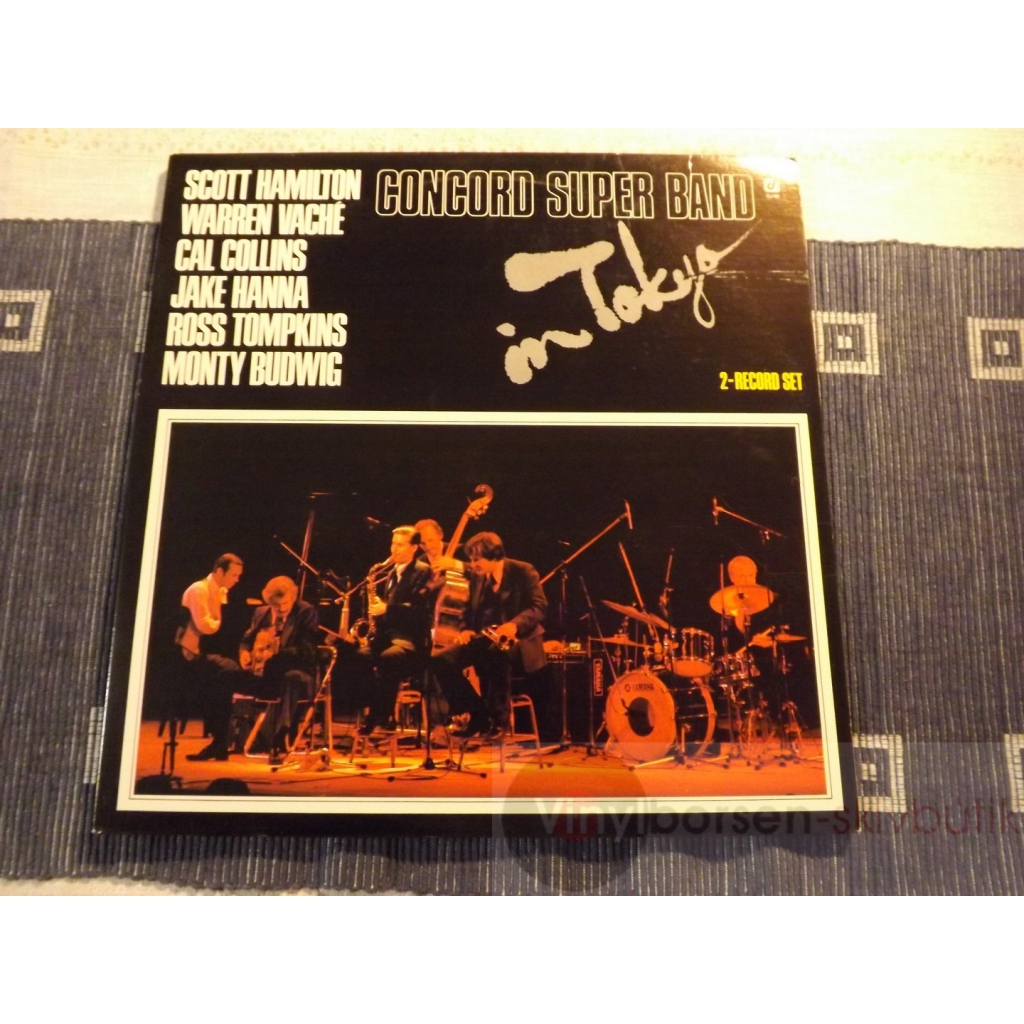 SCOTT HAMILTON
WARREN VACHÉ
CAL COLLINS
JAKE HANNA
ROSS TOMPKINS
MONTY BUDWIG
CONCORD SUPER BAND
in Tokyo
2-RECORD SET
YAMAHA
vinylborsen-skivbutik